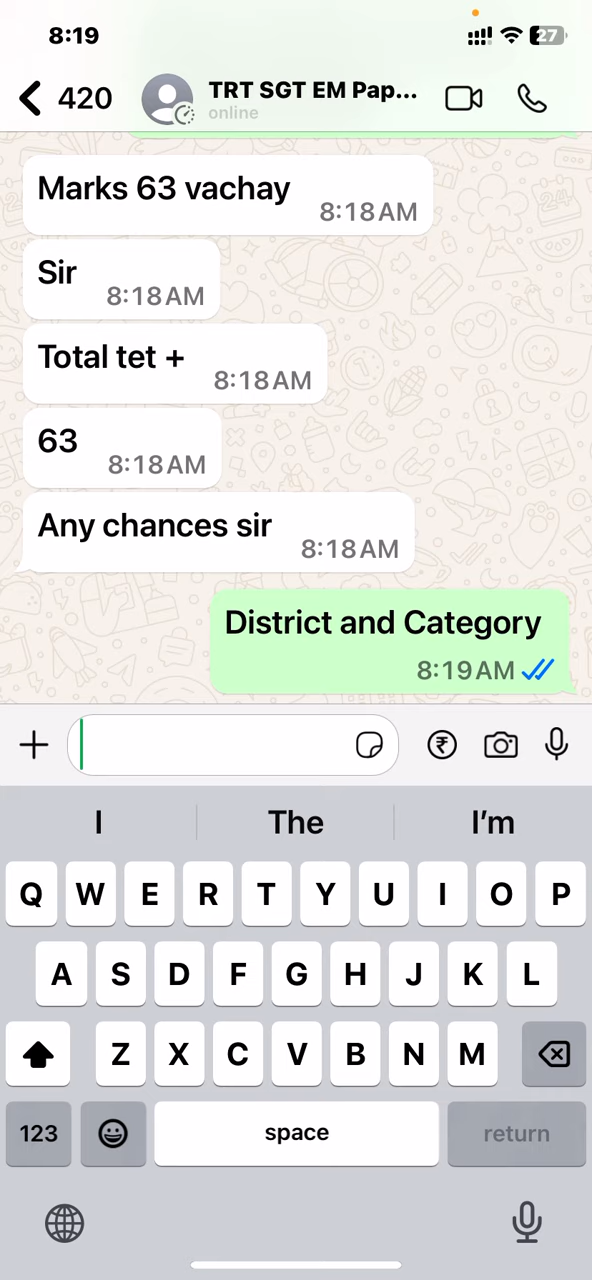 8:19
27
420
TRT SGT EM Pap...
online
Marks 63 vachay
8:18 AM
Sir
8:18 AM
Total tet +
8:18 AM
63
8:18 AM
Any chances sir
8:18 AM
District and Category
8:19 AM
I The I'm
Q W E R T Y U I O P
A S D F G H J K L
Z X C V B N M
123 space return